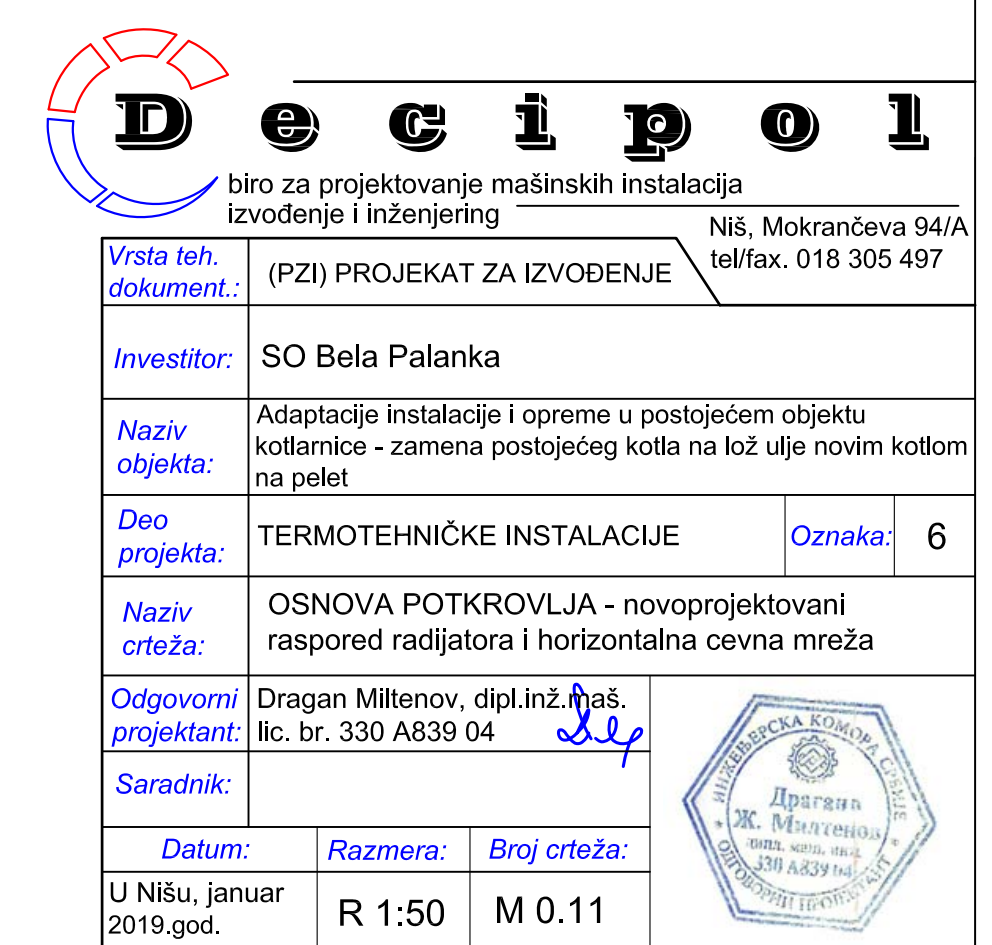 Decipol
biro za projektovanje mašinskih instalacija
izvođenje i inženjering
Niš, Mokrančeva 94/A
tel/fax. 018 305 497
Vrsta teh.
dokument.:
(PZI) PROJEKAT ZA IZVOĐENJE
Investitor:
SO Bela Palanka
Naziv
objekta:
Adaptacije instalacije i opreme u postojećem objektu
kotlarnice - zamena postojećeg kotla na lož ulje novim kotlom
na pelet
Deo
projekta:
TERMOTEHNIČKE INSTALACIJE
Oznaka:
6
Naziv
crteža:
OSNOVA POTKROVLJA - novoprojektovani
raspored radijatora i horizontalna cevna mreža
Odgovorni
projektant:
Dragan Miltenov, dipl.inž.maš.
lic. br. 330 A839 04
Saradnik:
Datum:
Razmera:
Broj crteža:
U Nišu, januar
2019.god.
R 1:50
M 0.11
ИНЖЕЊЕРСКА КОМОРА СРБИЈЕ
Ж. Милтенов
330 A839 04
ОДГОВОРНИ ПРОЈЕКТАНТ